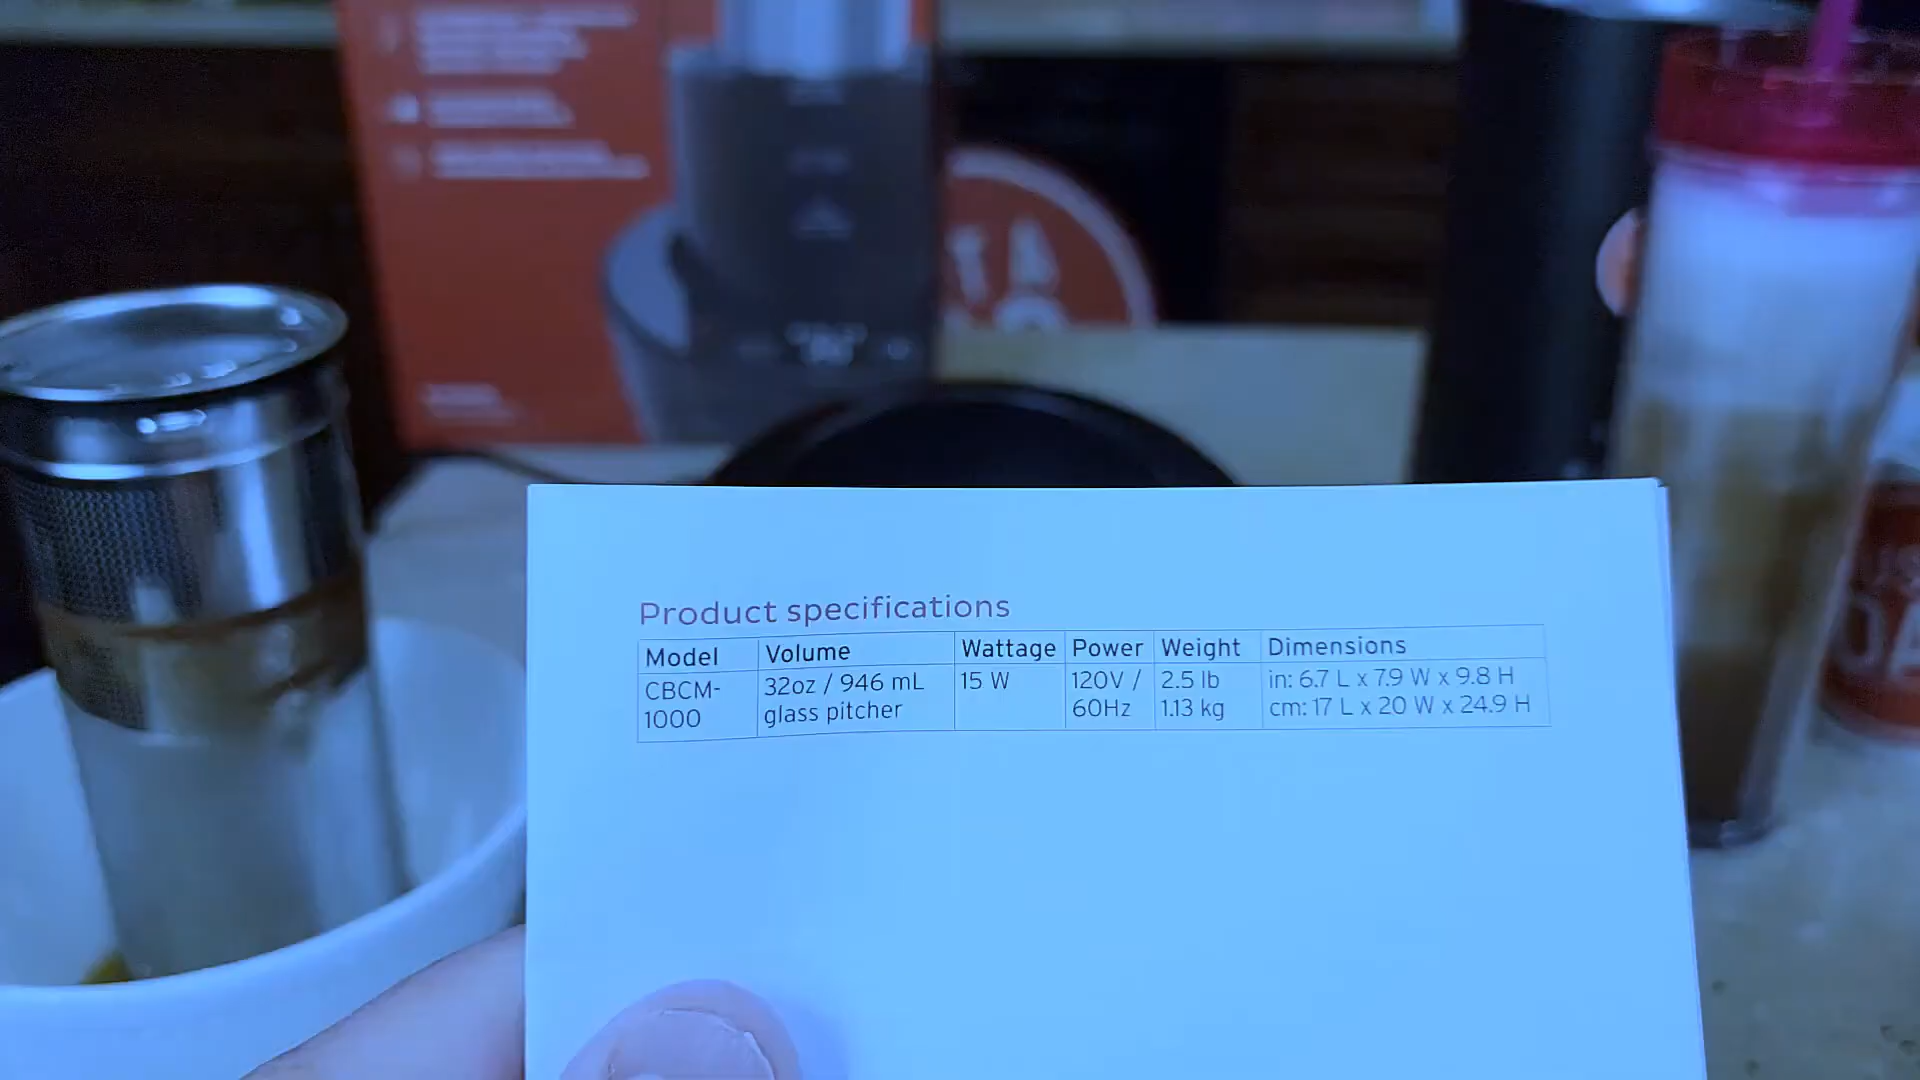 Product specifications
Model Volume Wattage Power Weight Dimensions
CBCM- 32oz / 946 mL 15 W 120V / 2.5 lb in: 6.7 L x 7.9 W x 9.8 H
1000 glass pitcher 60Hz 1.13 kg cm: 17 L x 20 W x 24.9 H